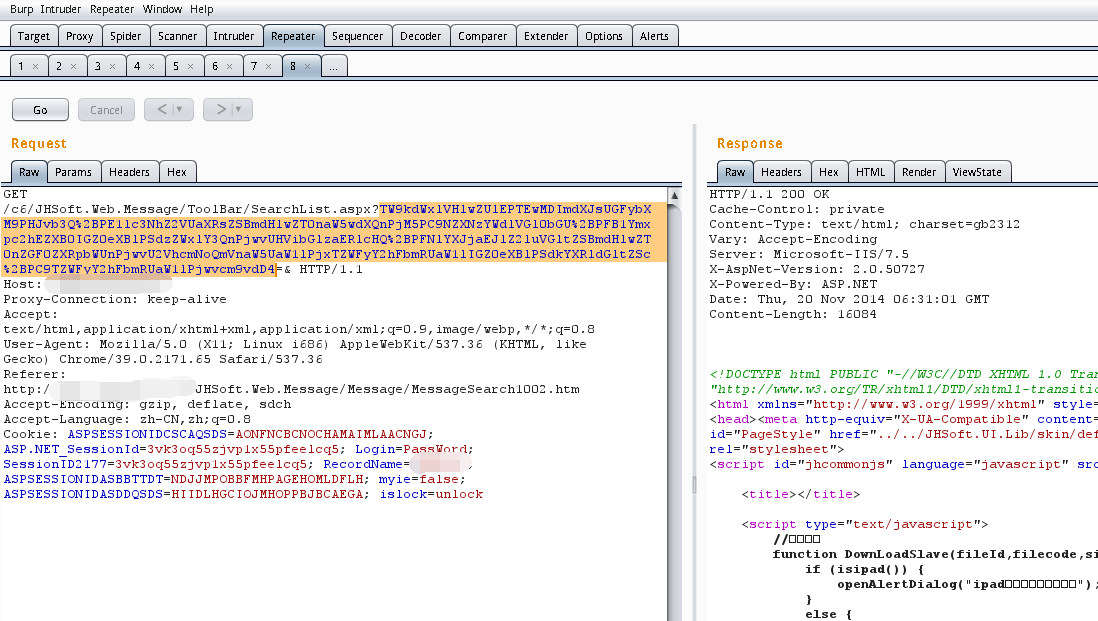 Burp Intruder Repeater Window Help
Target Proxy Spider Scanner Intruder Repeater Sequencer Decoder Comparer Extender Options Alerts
1 × 2 × 3 × 4 × 5 × 6 × 7 × 8 × ...
Go Cancel < ▼ > ▼
Request
Raw Params Headers Hex
GET
/c6/JHSoft.Web.Message/ToolBar/SearchList.aspx?TW9kdWxlVHlwZUlEPTEwMDImdXJsUGFybX
M9PHJvb3Q%2BPE1lc3NhZ2VUaXRsZSBmdHlwZT0naW5wdXQnPjM5PC9NZXNzYWdlVGl0bGU%2BPFB1Ymx
pc2hEZXB0IGZ0eXBlPSdzZWxlY3QnPjwvUHVibGlzaERlcHQ%2BPFNlYXJjaEJlZ2luVGltZSBmdHlwZT
0nZGF0ZXRpbWUnPjwvU2VhcmNoQmVnaW5UaW1lPjxTZWFyY2hFbmRUaW1lIGZ0eXBlPSdkYXRldGltZSc
%2BPC9TZWFyY2hFbmRUaW1lPjwvcm9vdD4=& HTTP/1.1
Host:
Proxy-Connection: keep-alive
Accept:
text/html,application/xhtml+xml,application/xml;q=0.9,image/webp,*/*;q=0.8
User-Agent: Mozilla/5.0 (X11; Linux i686) AppleWebKit/537.36 (KHTML, like
Gecko) Chrome/39.0.2171.65 Safari/537.36
Referer:
http:/ JHSoft.Web.Message/Message/MessageSearch1002.htm
Accept-Encoding: gzip, deflate, sdch
Accept-Language: zh-CN,zh;q=0.8
Cookie: ASPSESSIONIDCSCAQSDS=AONFNCBCNOCHAMAIMLAACNGJ;
ASP.NET_SessionId=3vk3oq55zjvp1x55pfeelcq5; Login=PassWord;
SessionID2177=3vk3oq55zjvp1x55pfeelcq5; RecordName=
ASPSESSIONIDASBBTTDT=NDJJMPOBBFMHPAGEHOMLDFLH; myie=false;
ASPSESSIONIDASDDQSDS=HIIDLHGCIOJMHOPPBJBCAEGA; islock=unlock
Response
Raw Headers Hex HTML Render ViewState
HTTP/1.1 200 OK
Cache-Control: private
Content-Type: text/html; charset=gb2312
Vary: Accept-Encoding
Server: Microsoft-IIS/7.5
X-AspNet-Version: 2.0.50727
X-Powered-By: ASP.NET
Date: Thu, 20 Nov 2014 06:31:01 GMT
Content-Length: 16084
<!DOCTYPE html PUBLIC "-//W3C//DTD XHTML 1.0 Tran
"http://www.w3.org/TR/xhtml1/DTD/xhtml1-transitio
<html xmlns="http://www.w3.org/1999/xhtml" style=
<head><meta http-equiv="X-UA-Compatible" content=
id="PageStyle" href="../../JHSoft.UI.Lib/skin/def
rel="stylesheet">
<script id="jhcommonjs" language="javascript" src
<title></title>
<script type="text/javascript">
//□□□□
function DownLoadSlave(fileId,filecode,si
if (isipad()) {
openAlertDialog("ipad□□□□□□□□□");
}
else {